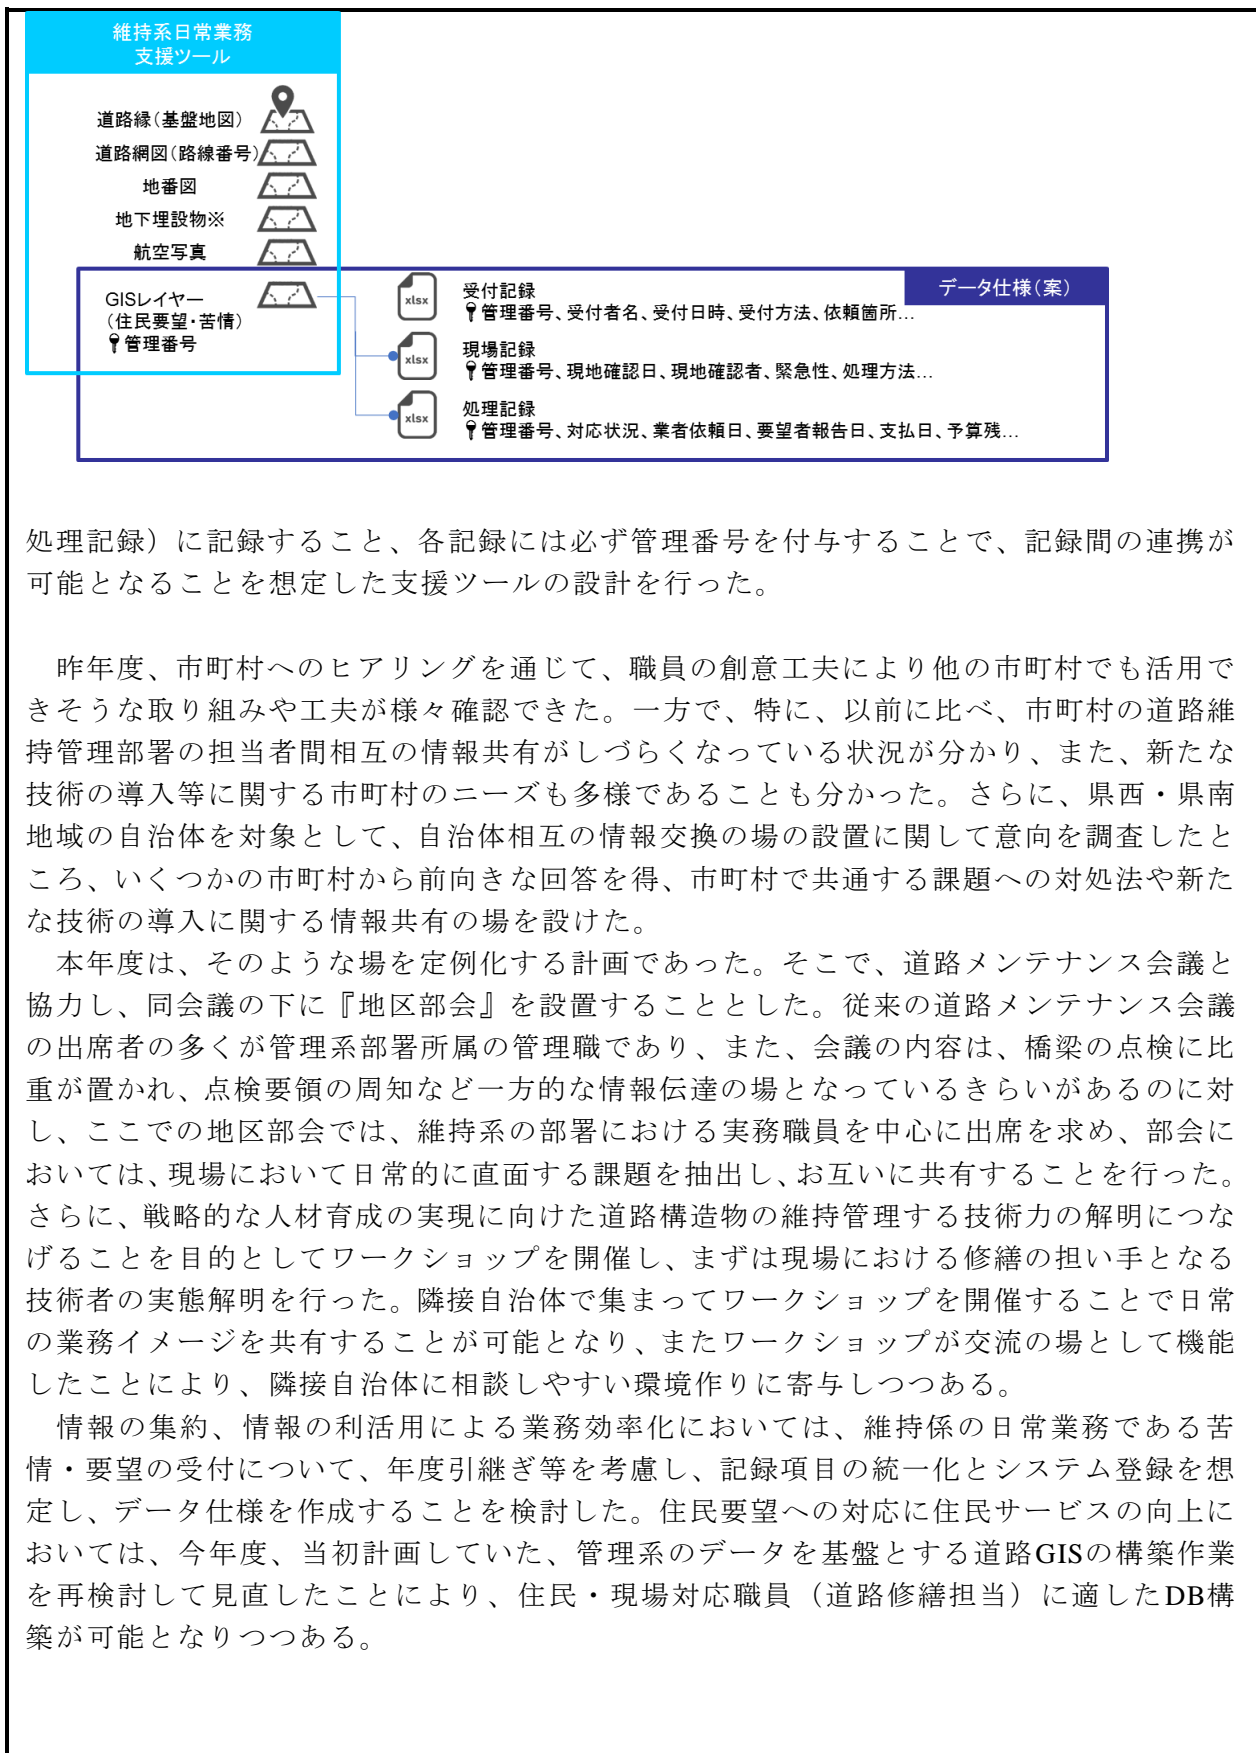 維持系日常業務
支援ツール
道路縁（基盤地図）
道路網図（路線番号）
地番図
地下埋設物※
航空写真
GISレイヤー
（住民要望・苦情）
管理番号
データ仕様（案）
xlsx
受付記録
管理番号、受付者名、受付日時、受付方法、依頼箇所…
xlsx
現場記録
管理番号、現地確認日、現地確認者、緊急性、処理方法…
xlsx
処理記録
管理番号、対応状況、業者依頼日、要望者報告日、支払日、予算残…
処理記録）に記録すること、各記録には必ず管理番号を付与することで、記録間の連携が
可能となることを想定した支援ツールの設計を行った。
昨年度、市町村へのヒアリングを通じて、職員の創意工夫により他の市町村でも活用で
きそうな取り組みや工夫が様々確認できた。一方で、特に、以前に比べ、市町村の道路維
持管理部署の担当者間相互の情報共有がしづらくなっている状況が分かり、また、新たな
技術の導入等に関する市町村のニーズも多様であることも分かった。さらに、県西・県南
地域の自治体を対象として、自治体相互の情報交換の場の設置に関して意向を調査したと
ころ、いくつかの市町村から前向きな回答を得、市町村で共通する課題への対処法や新た
な技術の導入に関する情報共有の場を設けた。
本年度は、そのような場を定例化する計画であった。そこで、道路メンテナンス会議と
協力し、同会議の下に『地区部会』を設置することとした。従来の道路メンテナンス会議
の出席者の多くが管理系部署所属の管理職であり、また、会議の内容は、橋梁の点検に比
重が置かれ、点検要領の周知など一方的な情報伝達の場となっているきらいがあるのに対
し、ここでの地区部会では、維持系の部署における実務職員を中心に出席を求め、部会に
おいては、現場において日常的に直面する課題を抽出し、お互いに共有することを行った。
さらに、戦略的な人材育成の実現に向けた道路構造物の維持管理する技術力の解明につな
げることを目的としてワークショップを開催し、まずは現場における修繕の担い手となる
技術者の実態解明を行った。隣接自治体で集まってワークショップを開催することで日常
の業務イメージを共有することが可能となり、またワークショップが交流の場として機能
したことにより、隣接自治体に相談しやすい環境作りに寄与しつつある。
情報の集約、情報の利活用による業務効率化においては、維持係の日常業務である苦
情・要望の受付について、年度引継ぎ等を考慮し、記録項目の統一化とシステム登録を想
定し、データ仕様を作成することを検討した。住民要望への対応に住民サービスの向上に
おいては、今年度、当初計画していた、管理系のデータを基盤とする道路GISの構築作業
を再検討して見直したことにより、住民・現場対応職員（道路修繕担当）に適したDB構
築が可能となりつつある。